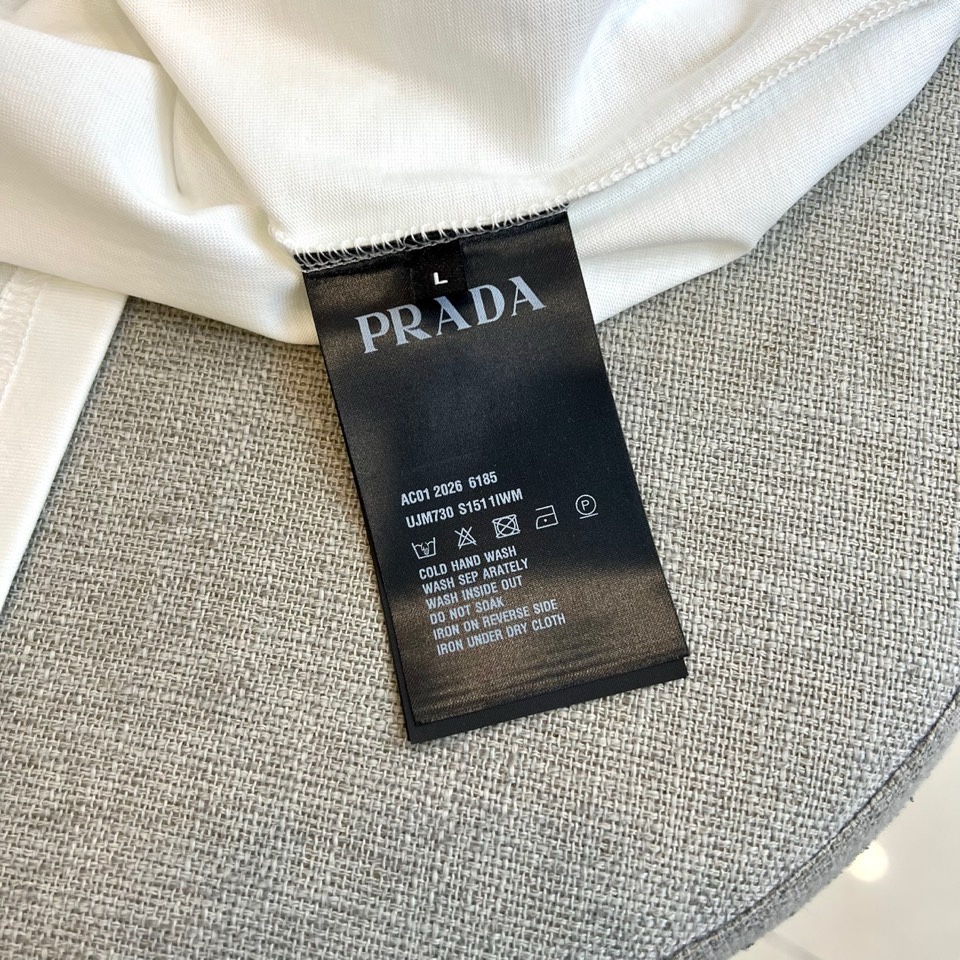 L
PRADA
AC01 2026 6185
UJM730 S151 1IWM
P
COLD HAND WASH
WASH SEP ARATELY
WASH INSIDE OUT
DO NOT SOAK
IRON ON REVERSE SIDE
IRON UNDER DRY CLOTH